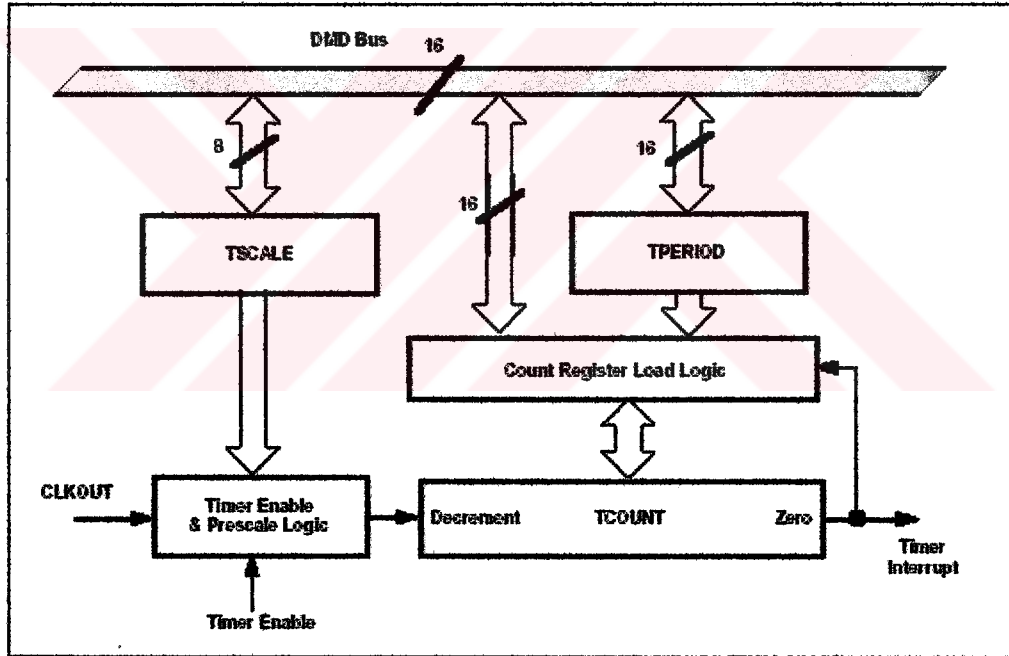 DMD Bus
16
8
16
16
TSCALE
TPERIOD
Count Register Load Logic
CLKOUT
Timer Enable
& Prescale Logic
Decrement TCOUNT Zero
Timer
Interrupt
Timer Enable